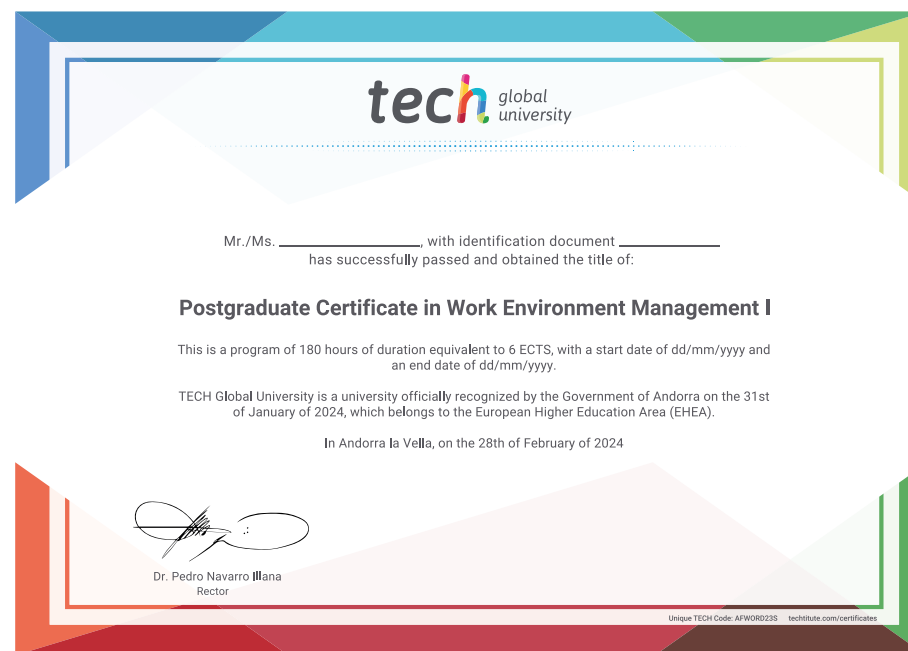 tech global university
Mr./Ms. ____________, with identification document ____________
has successfully passed and obtained the title of:
Postgraduate Certificate in Work Environment Management I
This is a program of 180 hours of duration equivalent to 6 ECTS, with a start date of dd/mm/yyyy and
an end date of dd/mm/yyyy.
TECH Global University is a university officially recognized by the Government of Andorra on the 31st
of January of 2024, which belongs to the European Higher Education Area (EHEA).
In Andorra la Vella, on the 28th of February of 2024
Dr. Pedro Navarro Illana
Rector
Unique TECH Code: AFWORD23S techtitute.com/certificates